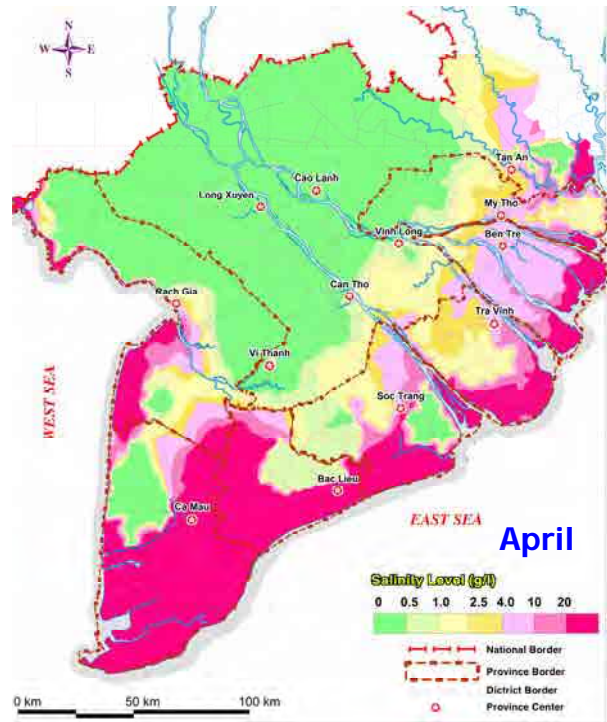 N
W E
S
Tan An
Cao Lanh
Long Xuyen
My Tho
Vinh Long
Ben Tre
Can Tho
Rach Gia
Tra Vinh
Vi Thanh
WEST SEA
Soc Trang
Bac Lieu
Ca Mau
EAST SEA
April
Salinity Level (g/l)
0 0.5 1.0 2.5 4.0 10 20
National Border
Province Border
Dictrict Border
Province Center
0 km 50 km 100 km